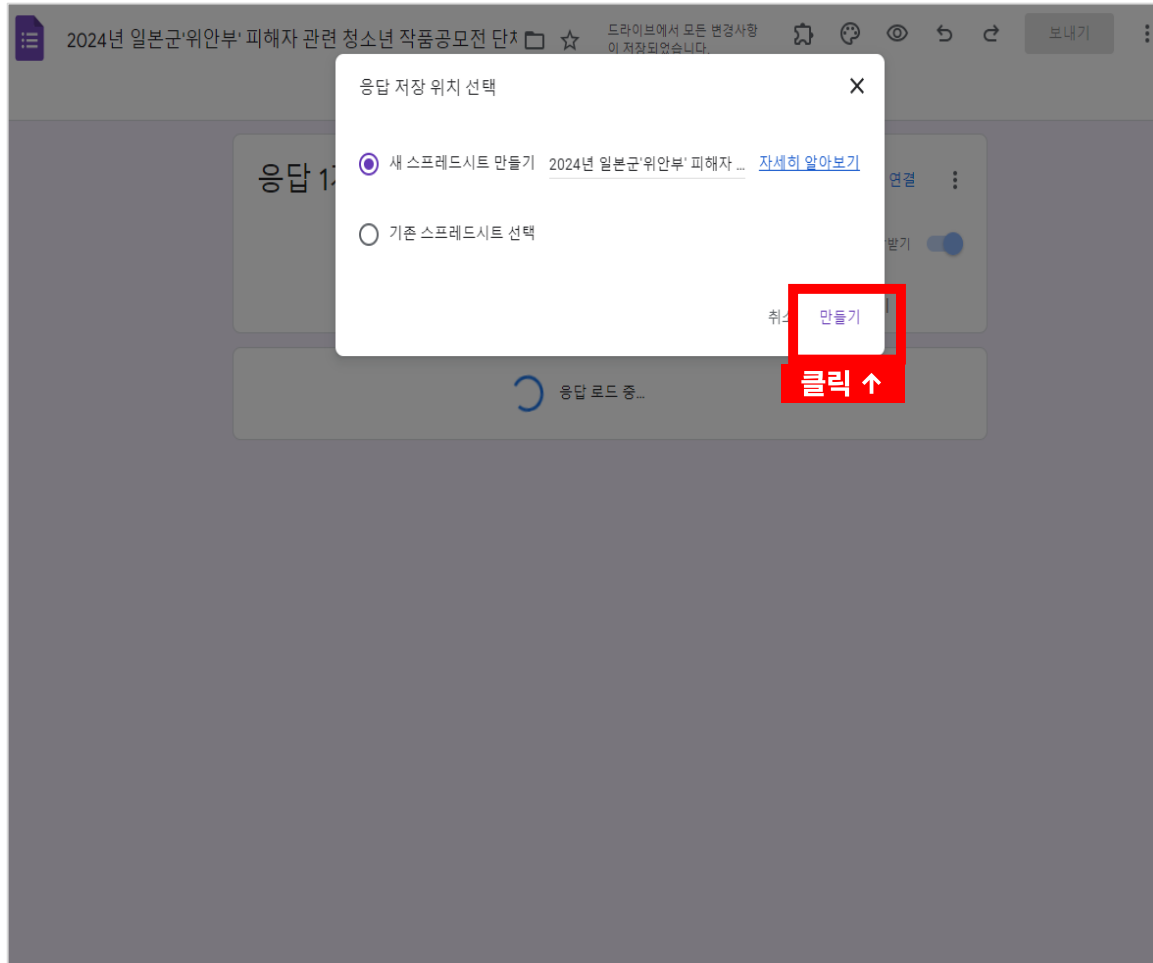 2024년 일본군'위안부' 피해자 관련 청소년 작품공모전
드라이브에서 모든 변경사항
이 저장되었습니다.
보내기
응답 저장 위치 선택
응답
새 스프레드시트 만들기 2024년 일본군'위안부' 피해자 ... 자세히 알아보기
연결
기존 스프레드시트 선택
받기
만들기
클릭 ↑
응답 로드 중...